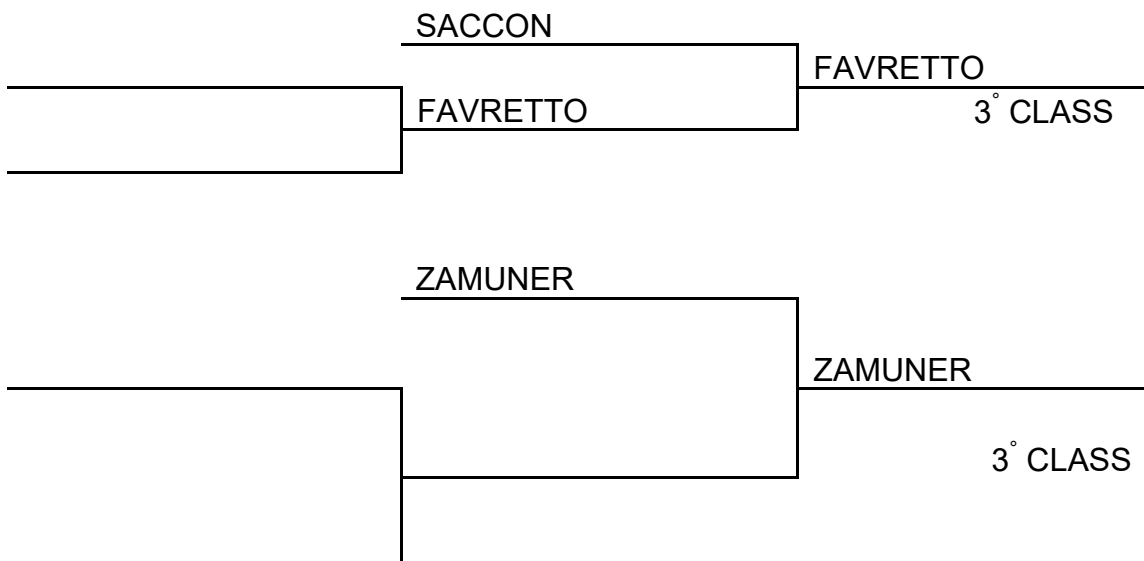 SACCON
FAVRETTO
FAVRETTO
3° CLASS
ZAMUNER
ZAMUNER
3° CLASS